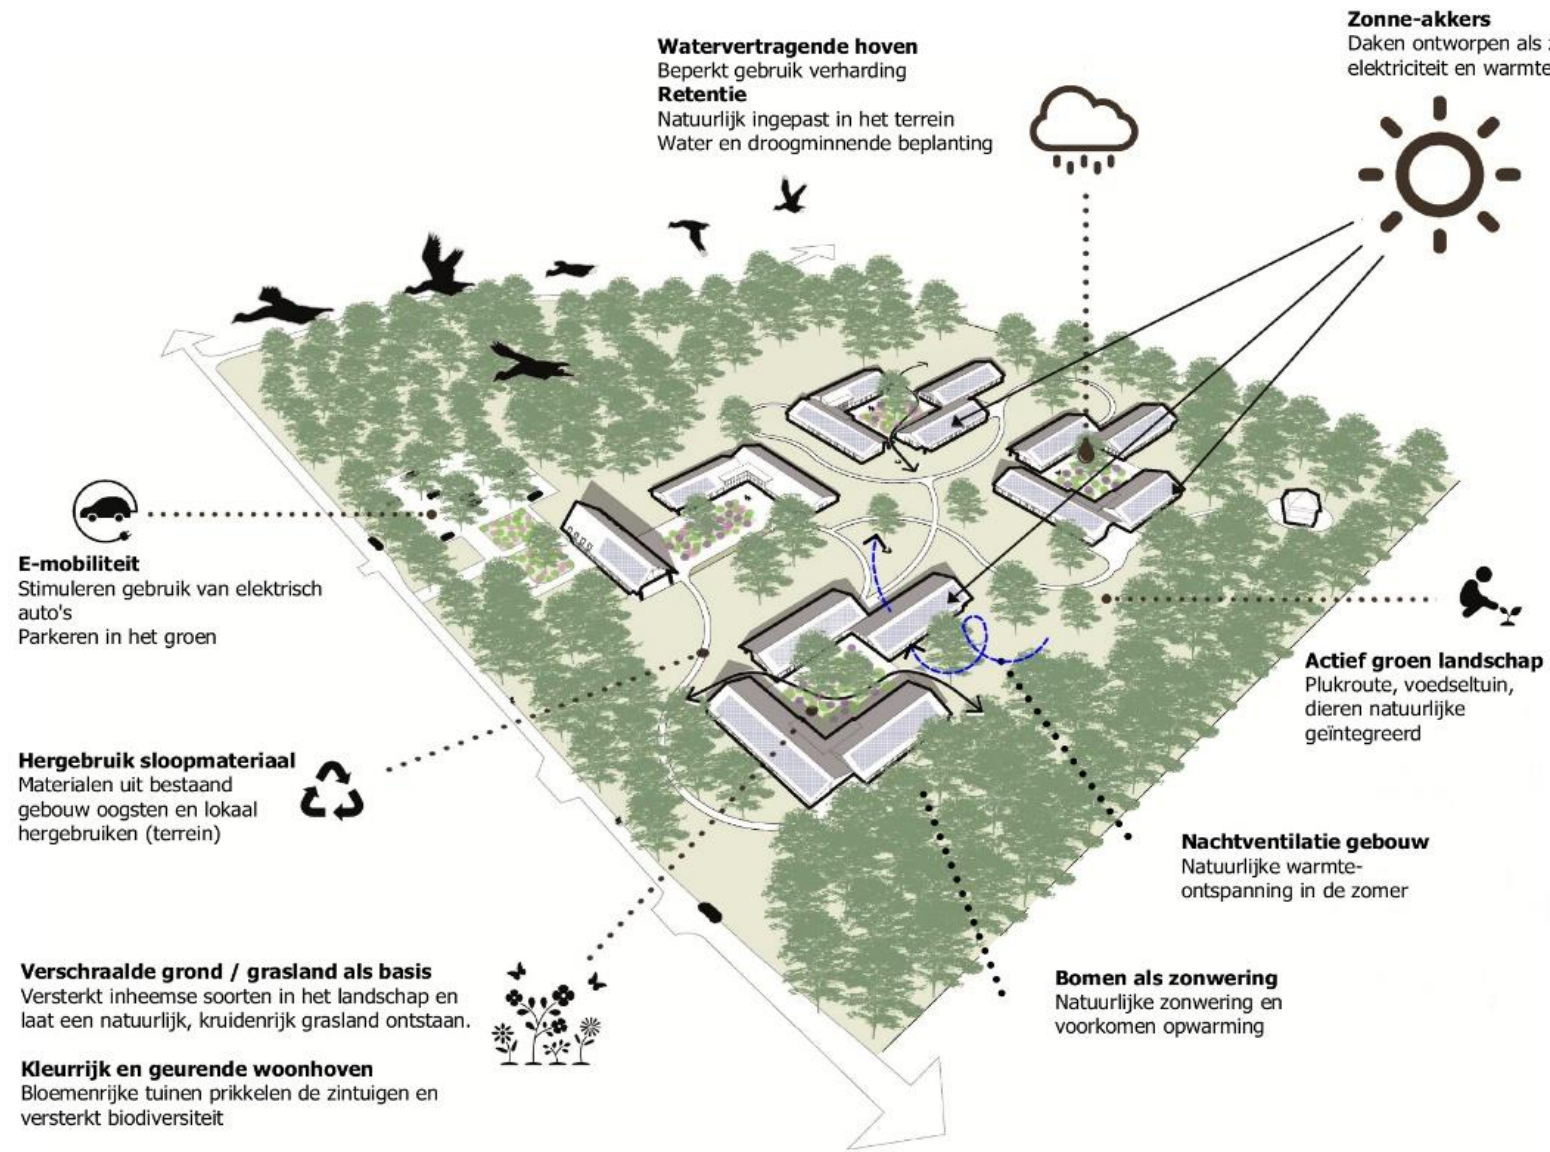 Watervertragende hoven
Beperkt gebruik verharding
Retentie
Natuurlijk ingepast in het terrein
Water en droogminnende beplanting
Zonne-akkers
Daken ontworpen als
elektriciteit en warmte
E-mobiliteit
Stimuleren gebruik van elektrisch
auto's
Parkeren in het groen
Actief groen landschap
Plukroute, voedseltuin,
dieren natuurlijke
geïntegreerd
Hergebruik sloopmateriaal
Materialen uit bestaand
gebouw oogsten en lokaal
hergebruiken (terrein)
Nachtventilatie gebouw
Natuurlijke warmte-
ontspanning in de zomer
Verschraalde grond / grasland als basis
Versterkt inheemse soorten in het landschap en
laat een natuurlijk, kruidenrijk grasland ontstaan.
Bomen als zonwering
Natuurlijke zonwering en
voorkomen opwarming
Kleurrijk en geurende woonhoven
Bloemenrijke tuinen prikkelen de zintuigen en
versterkt biodiversiteit